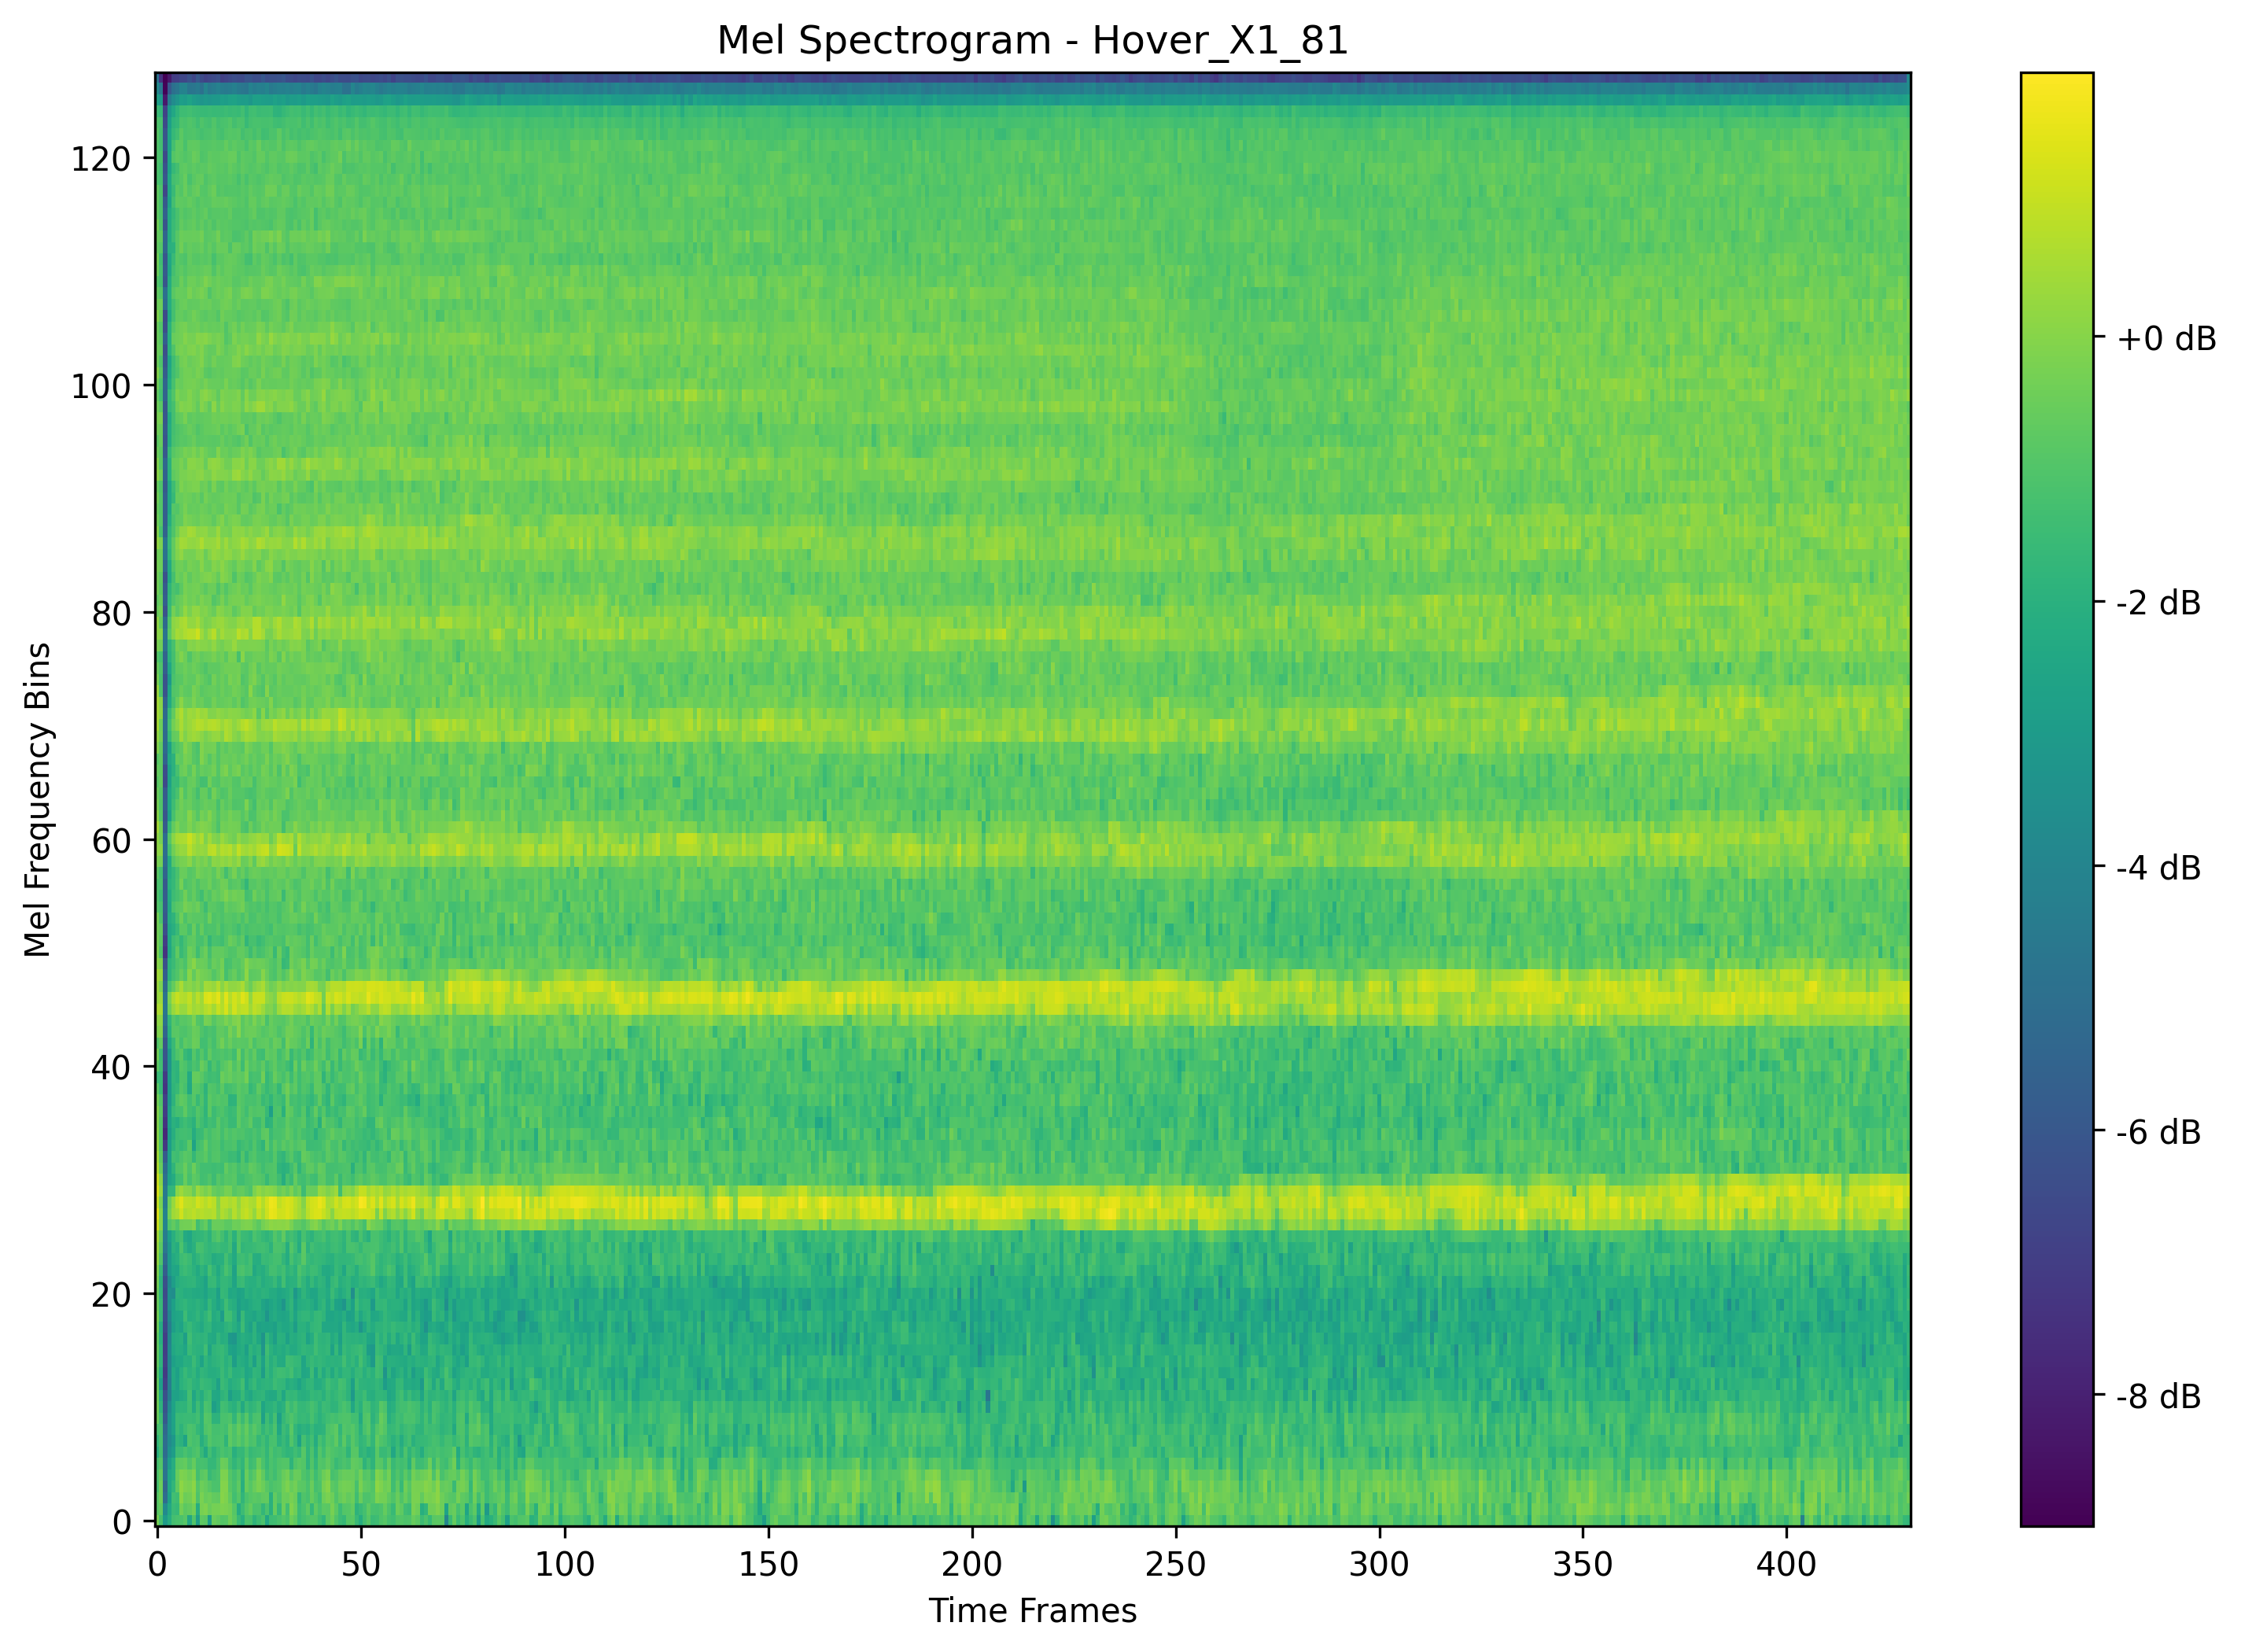 Mel Spectrogram - Hover_X1_81
Mel Frequency Bins
120
100
80
60
40
20
0
0 50 100 150 200 250 300 350 400
Time Frames
+0 dB
-2 dB
-4 dB
-6 dB
-8 dB